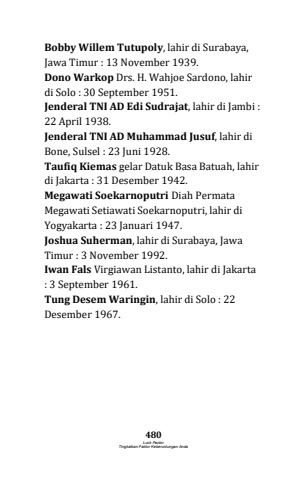 Bobby Willem Tutupoly, lahir di Surabaya,
Jawa Timur : 13 November 1939.
Dono Warkop Drs. H. Wahjoe Sardono, lahir
di Solo : 30 September 1951.
Jenderal TNI AD Edi Sudrajat, lahir di Jambi :
22 April 1938.
Jenderal TNI AD Muhammad Jusuf, lahir di
Bone, Sulsel : 23 Juni 1928.
Taufiq Kiemas gelar Datuk Basa Batuah, lahir
di Jakarta : 31 Desember 1942.
Megawati Soekarnoputri Diah Permata
Megawati Setiawati Soekarnoputri, lahir di
Yogyakarta : 23 Januari 1947.
Joshua Suherman, lahir di Surabaya, Jawa
Timur : 3 November 1992.
Iwan Fals Virgiawan Listanto, lahir di Jakarta
: 3 September 1961.
Tung Desem Waringin, lahir di Solo : 22
Desember 1967.
480
Luck Factor
Tingkatkan Faktor Keberuntungan Anda